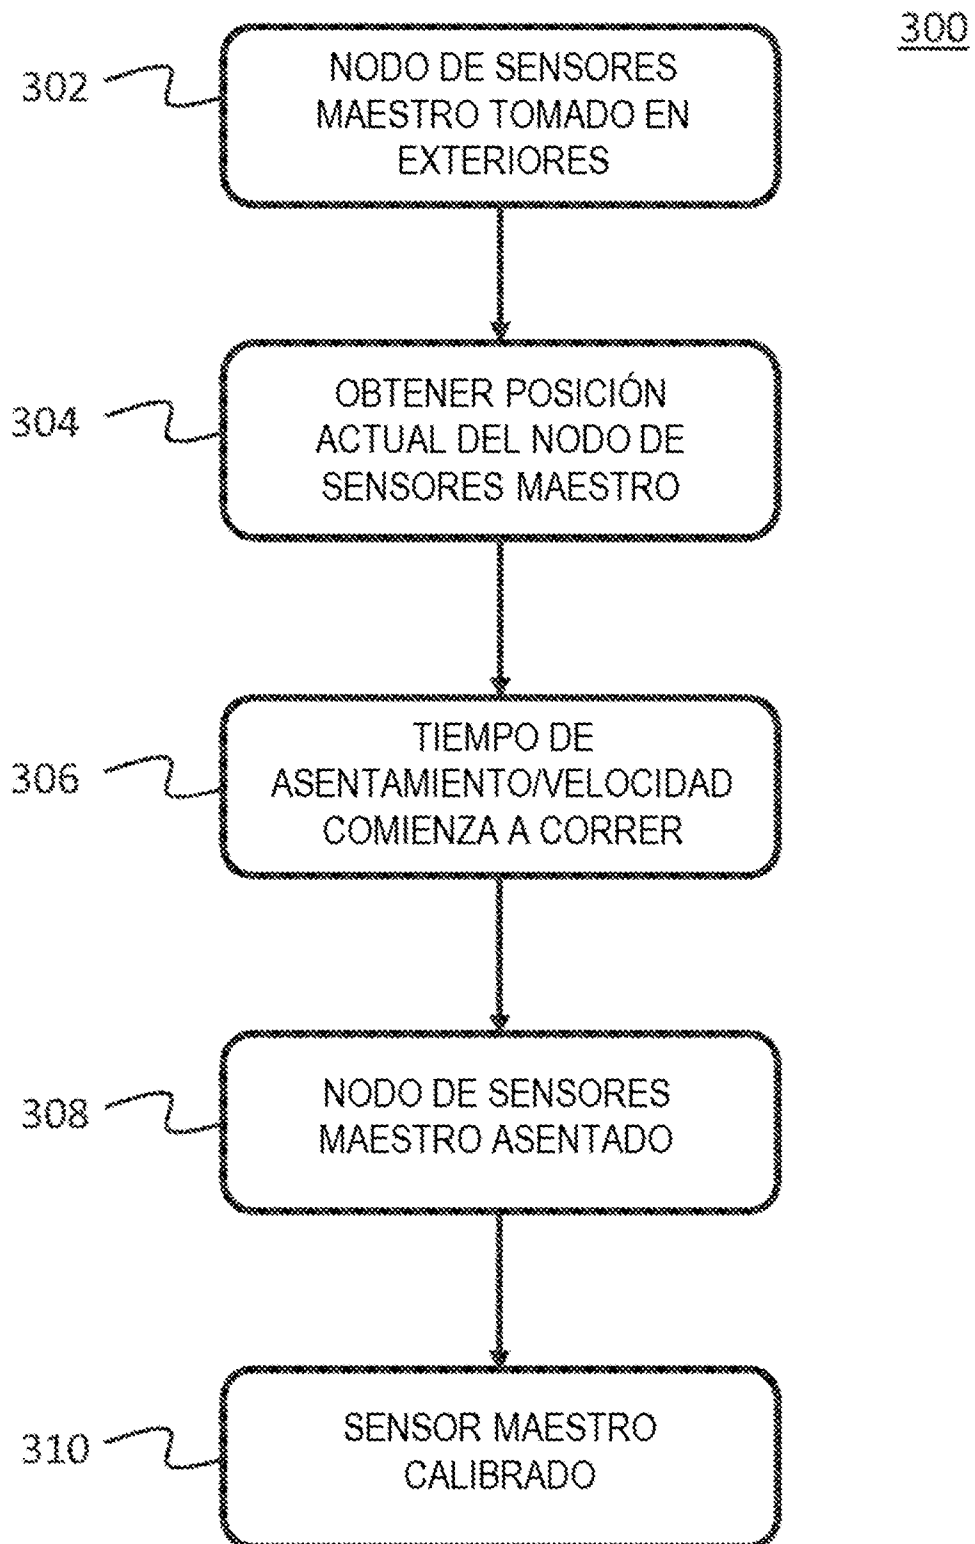 300
302
NODO DE SENSORES
MAESTRO TOMADO EN
EXTERIORES
304
OBTENER POSICIÓN
ACTUAL DEL NODO DE
SENSORES MAESTRO
306
TIEMPO DE
ASENTAMIENTO/VELOCIDAD
COMIENZA A CORRER
308
NODO DE SENSORES
MAESTRO ASENTADO
310
SENSOR MAESTRO
CALIBRADO